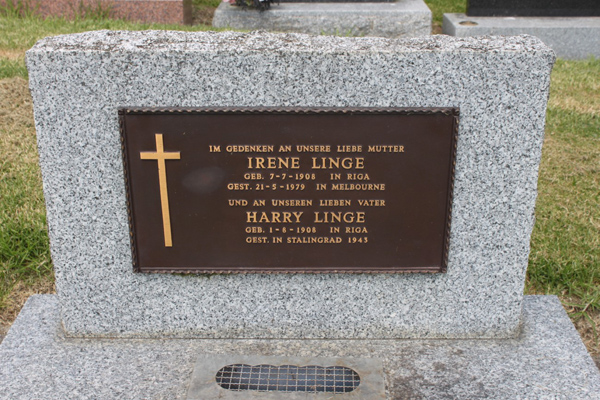 IM GEDENKEN AN UNSERE LIEBE MUTTER
IRENE LINGE
GEB. 7-7-1908 IN RIGA
GEST. 21-5-1979 IN MELBOURNE
UND AN UNSEREN LIEBEN VATER
HARRY LINGE
GEB. 1-8-1908 IN RIGA
GEST. IN STALINGRAD 1943